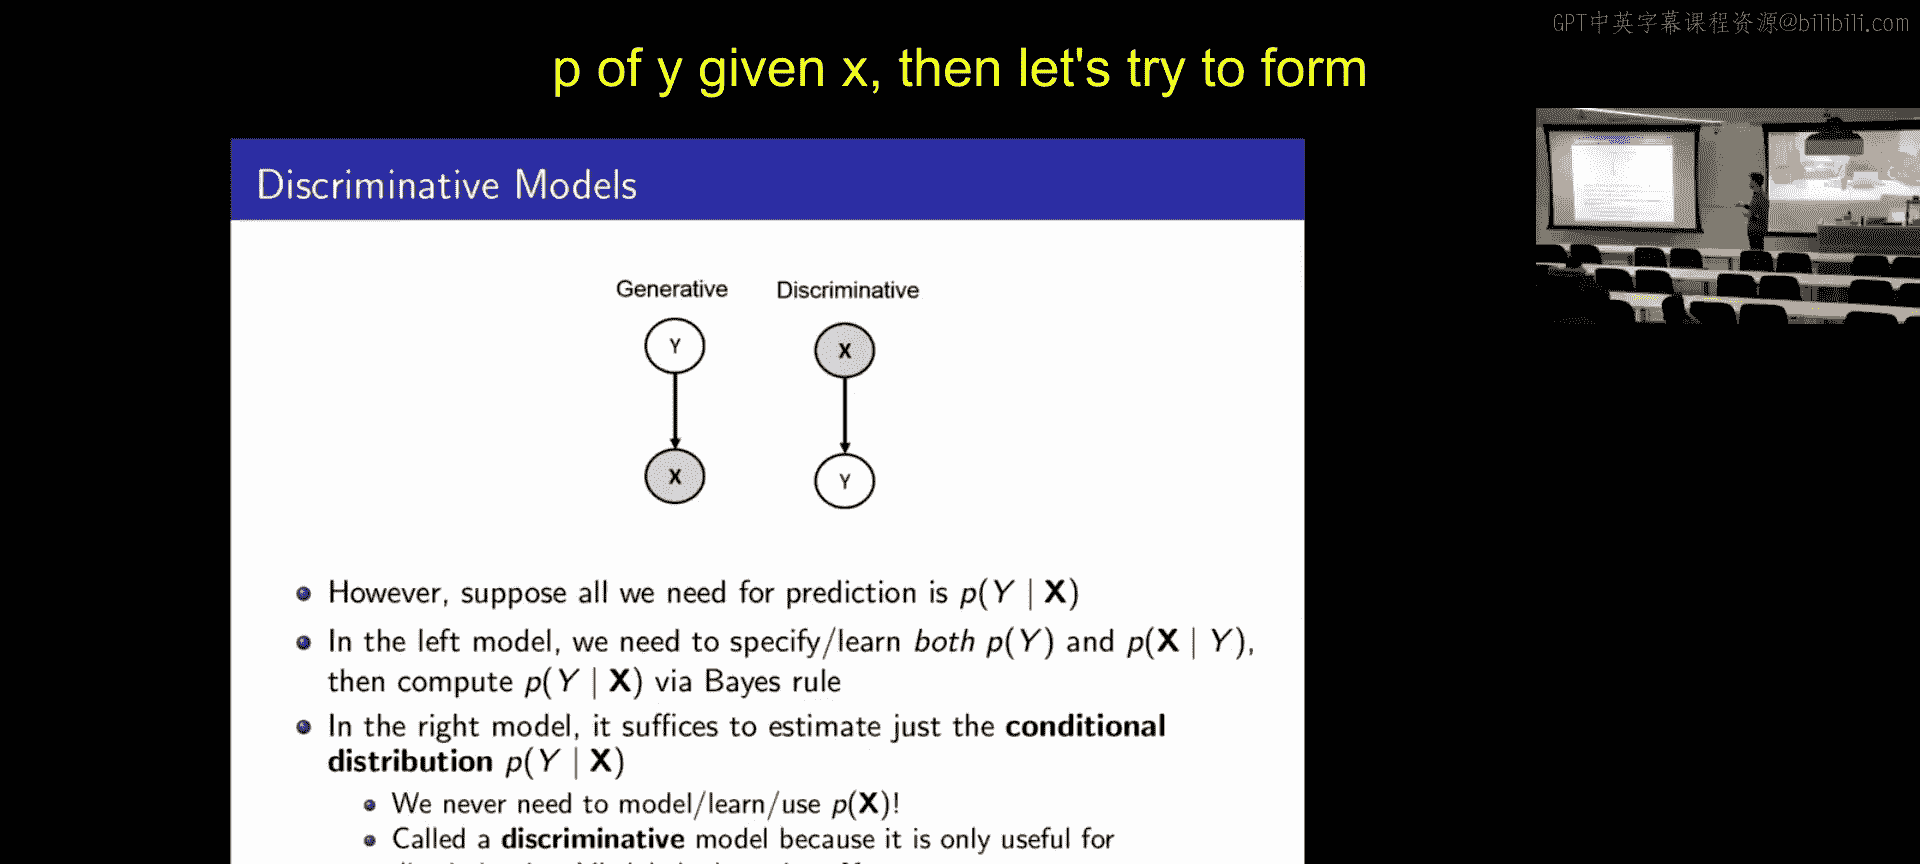 GPT中英字幕课程资源@bilibili.com
p of y given x, then let's try to form
Discriminative Models
Generative Discriminative
Y X
X Y
However, suppose all we need for prediction is p(Y | X)
In the left model, we need to specify/learn both p(Y) and p(X | Y),
then compute p(Y | X) via Bayes rule
In the right model, it suffices to estimate just the conditional
distribution p(Y | X)
We never need to model/learn/use p(X)!
Called a discriminative model because it is only useful for